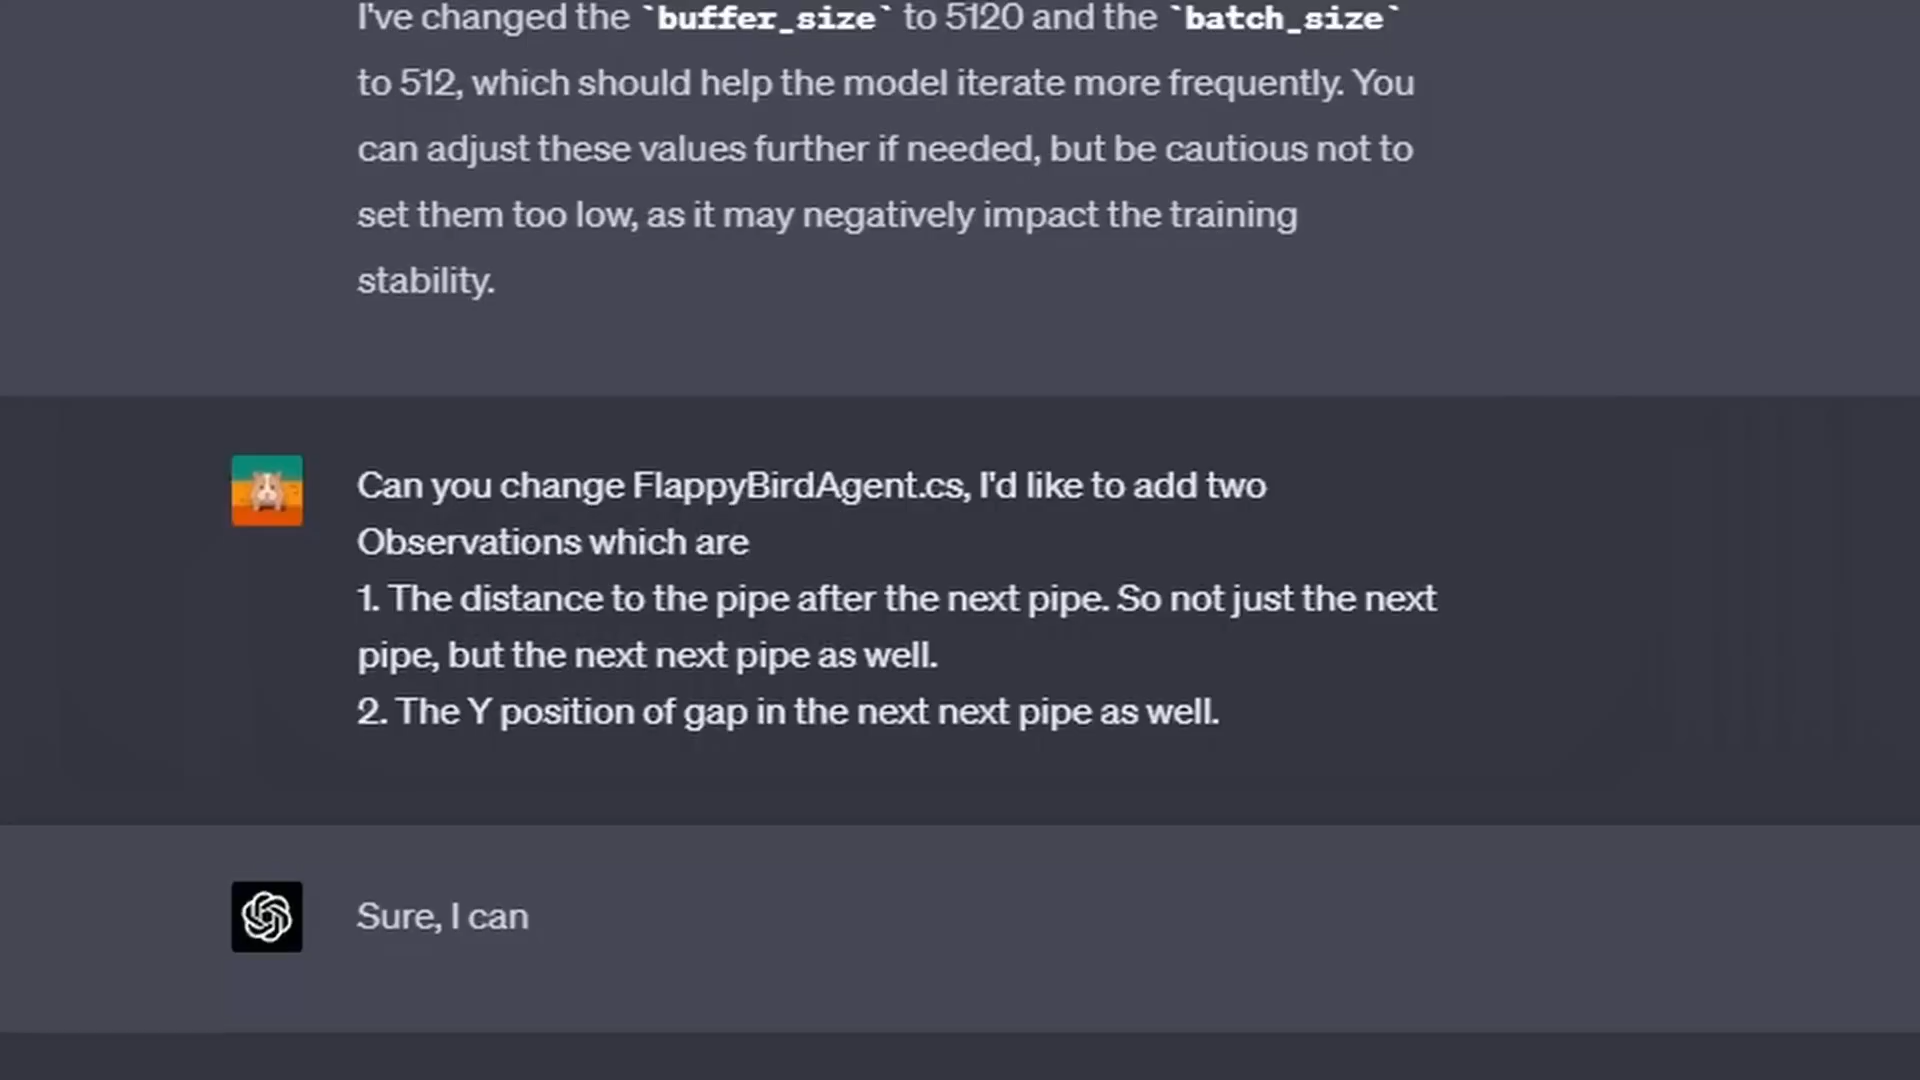 I've changed the `buffer_size` to 5120 and the `batch_size`
to 512, which should help the model iterate more frequently. You
can adjust these values further if needed, but be cautious not to
set them too low, as it may negatively impact the training
stability.
Can you change FlappyBirdAgent.cs, I'd like to add two
Observations which are
1. The distance to the pipe after the next pipe. So not just the next
pipe, but the next next pipe as well.
2. The Y position of gap in the next next pipe as well.
Sure, I can